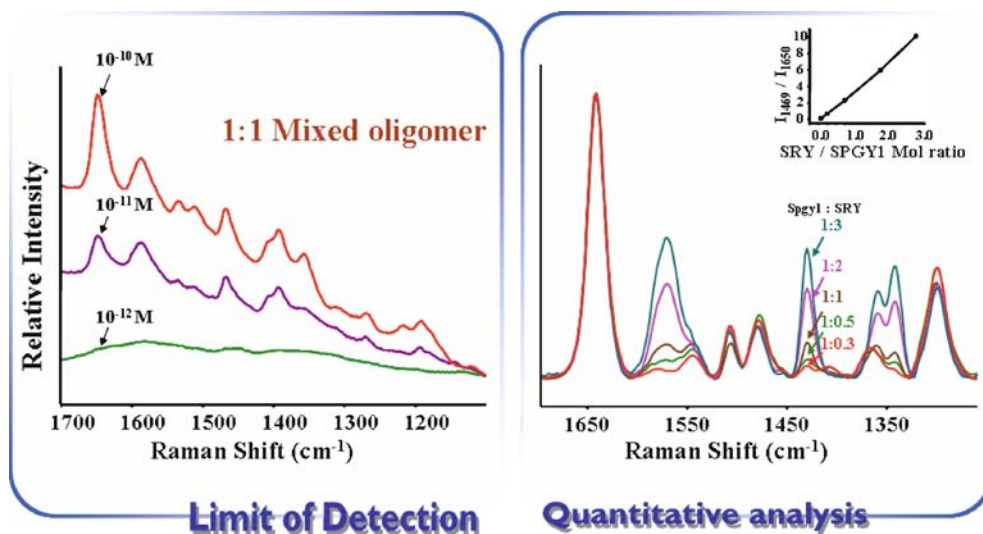 10⁻¹⁰M
1:1 Mixed oligomer
10⁻¹¹M
10⁻¹²M
Relative Intensity
1700 1600 1500 1400 1300 1200
Raman Shift (cm⁻¹)
Limit of Detection
I₁₄₆₉ / I₁₆₅₀
10
8
6
4
2
0
0.0 1.0 2.0 3.0
SRY / SPGY1 Mol ratio
Spgy1 : SRY
1:3
1:2
1:1
1:0.5
1:0.3
1650 1550 1450 1350
Raman Shift (cm⁻¹)
Quantitative analysis